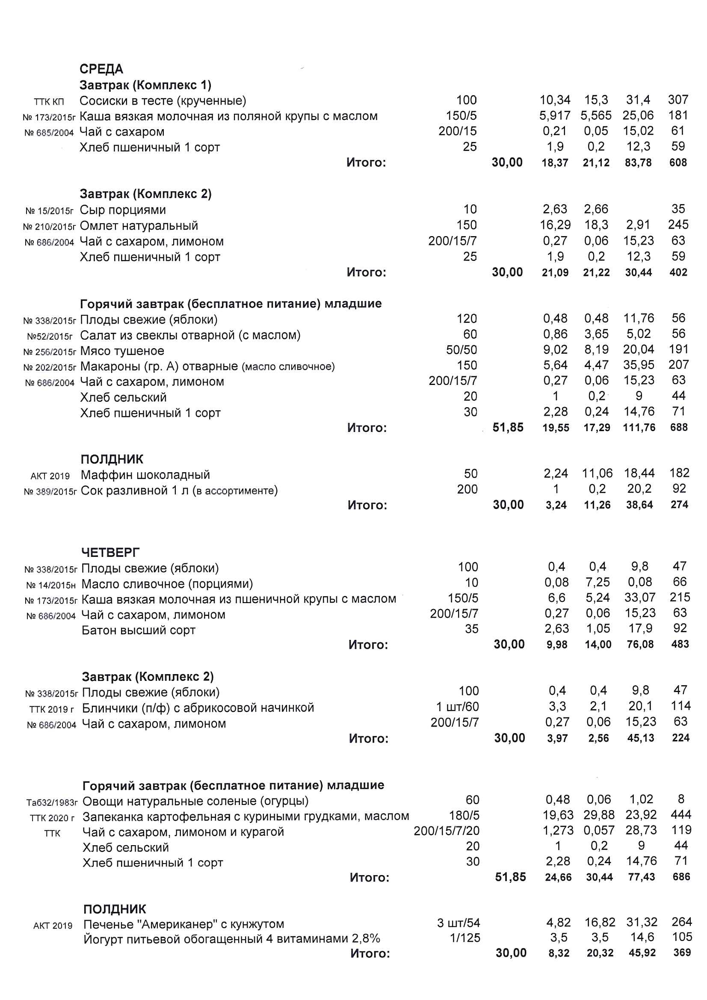 СРЕДА
Завтрак (Комплекс 1)
ТТК КП Сосиски в тесте (крученные) 100 10,34 15,3 31,4 307
№ 173/2015г Каша вязкая молочная из поляной крупы с маслом 150/5 5,917 5,565 25,06 181
№ 685/2004 Чай с сахаром 200/15 0,21 0,05 15,02 61
Хлеб пшеничный 1 сорт 25 1,9 0,2 12,3 59
Итого: 30,00 18,37 21,12 83,78 608
Завтрак (Комплекс 2)
№ 15/2015г Сыр порциями 10 2,63 2,66 35
№ 210/2015г Омлет натуральный 150 16,29 18,3 2,91 245
№ 686/2004 Чай с сахаром, лимоном 200/15/7 0,27 0,06 15,23 63
Хлеб пшеничный 1 сорт 25 1,9 0,2 12,3 59
Итого: 30,00 21,09 21,22 30,44 402
Горячий завтрак (бесплатное питание) младшие
№ 338/2015г Плоды свежие (яблоки) 120 0,48 0,48 11,76 56
№52/2015г Салат из свеклы отварной (с маслом) 60 0,86 3,65 5,02 56
№ 256/2015г Мясо тушеное 50/50 9,02 8,19 20,04 191
№ 202/2015г Макароны (гр. А) отварные (масло сливочное) 150 5,64 4,47 35,95 207
№ 686/2004 Чай с сахаром, лимоном 200/15/7 0,27 0,06 15,23 63
Хлеб сельский 20 1 0,2 9 44
Хлеб пшеничный 1 сорт 30 2,28 0,24 14,76 71
Итого: 51,85 19,55 17,29 111,76 688
ПОЛДНИК
АКТ 2019 Маффин шоколадный 50 2,24 11,06 18,44 182
№ 389/2015г Сок разливной 1 л (в ассортименте) 200 1 0,2 20,2 92
Итого: 30,00 3,24 11,26 38,64 274
ЧЕТВЕРГ
№ 338/2015г Плоды свежие (яблоки) 100 0,4 0,4 9,8 47
№ 14/2015н Масло сливочное (порциями) 10 0,08 7,25 0,08 66
№ 173/2015г Каша вязкая молочная из пшеничной крупы с маслом 150/5 6,6 5,24 33,07 215
№ 686/2004 Чай с сахаром, лимоном 200/15/7 0,27 0,06 15,23 63
Батон высший сорт 35 2,63 1,05 17,9 92
Итого: 30,00 9,98 14,00 76,08 483
Завтрак (Комплекс 2)
№ 338/2015г Плоды свежие (яблоки) 100 0,4 0,4 9,8 47
ТТК 2019 г Блинчики (п/ф) с абрикосовой начинкой 1 шт/60 3,3 2,1 20,1 114
№ 686/2004 Чай с сахаром, лимоном 200/15/7 0,27 0,06 15,23 63
Итого: 30,00 3,97 2,56 45,13 224
Горячий завтрак (бесплатное питание) младшие
Таб32/1983г Овощи натуральные соленые (огурцы) 60 0,48 0,06 1,02 8
ТТК 2020 г Запеканка картофельная с куриными грудками, маслом 180/5 19,63 29,88 23,92 444
ТТК Чай с сахаром, лимоном и курагой 200/15/7/20 1,273 0,057 28,73 119
Хлеб сельский 20 1 0,2 9 44
Хлеб пшеничный 1 сорт 30 2,28 0,24 14,76 71
Итого: 51,85 24,66 30,44 77,43 686
ПОЛДНИК
АКТ 2019 Печенье "Американер" с кунжутом 3 шт/54 4,82 16,82 31,32 264
Йогурт питьевой обогащенный 4 витаминами 2,8% 1/125 3,5 3,5 14,6 105
Итого: 30,00 8,32 20,32 45,92 369